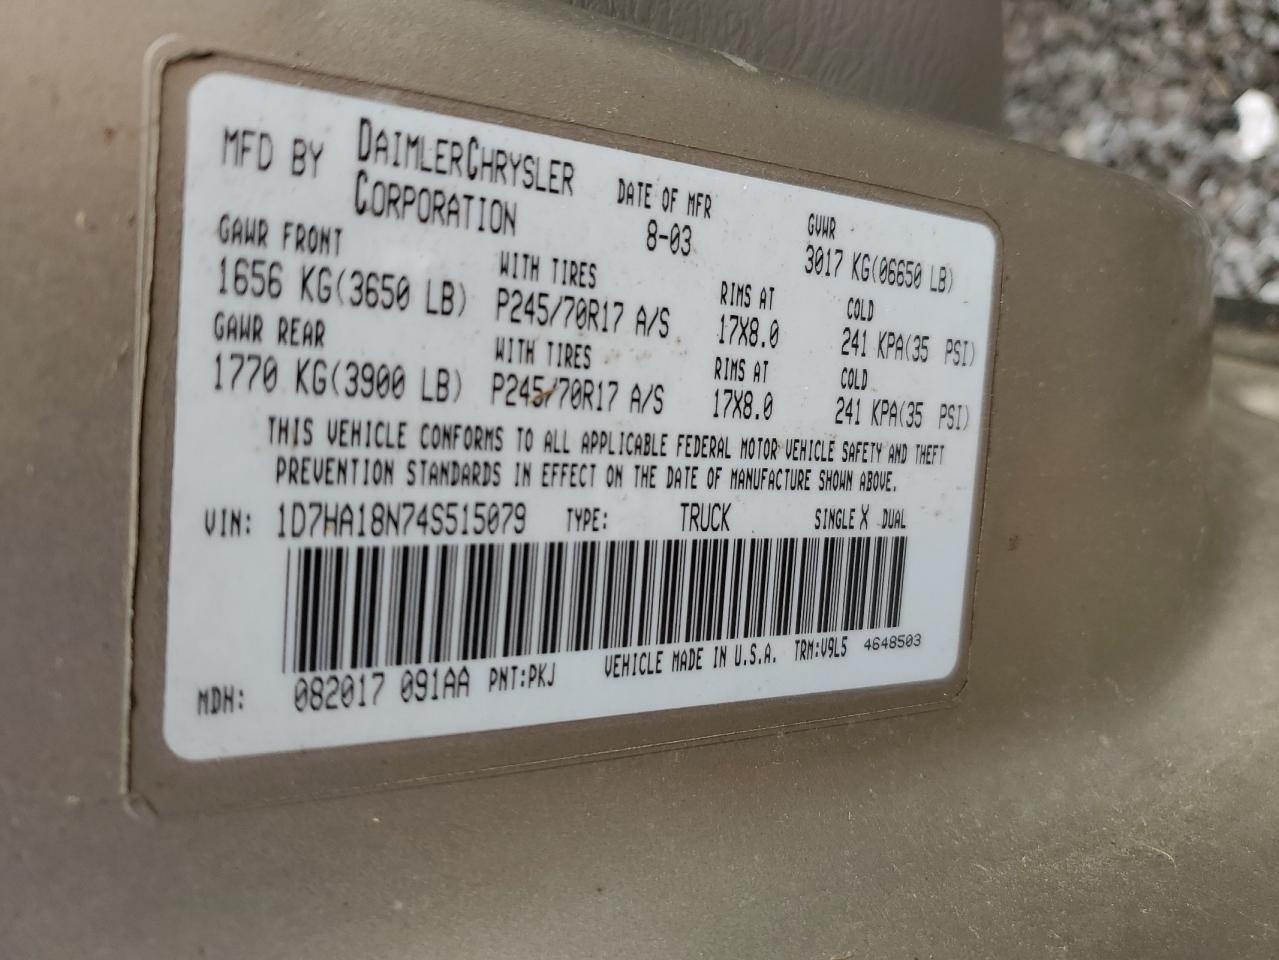 MFD BY DAIMLERCHRYSLER CORPORATION
DATE OF MFR 8-03
GVWR 3017 KG(06650 LB)
GAWR FRONT WITH TIRES RIMS AT COLD
1656 KG(3650 LB) P245/70R17 A/S 17X8.0 241 KPA(35 PSI)
GAWR REAR WITH TIRES RIMS AT COLD
1770 KG(3900 LB) P245/70R17 A/S 17X8.0 241 KPA(35 PSI)
THIS VEHICLE CONFORMS TO ALL APPLICABLE FEDERAL MOTOR VEHICLE SAFETY AND THEFT
PREVENTION STANDARDS IN EFFECT ON THE DATE OF MANUFACTURE SHOWN ABOVE.
VIN: 1D7HA18N74S515079 TYPE: TRUCK SINGLE X DUAL
MDH: 082017 091AA PNT:PKJ VEHICLE MADE IN U.S.A. TRM:V9L5 4648503